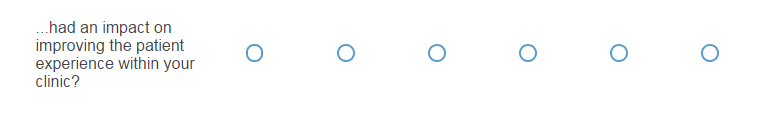 ...had an impact on
improving the patient
experience within your
clinic?